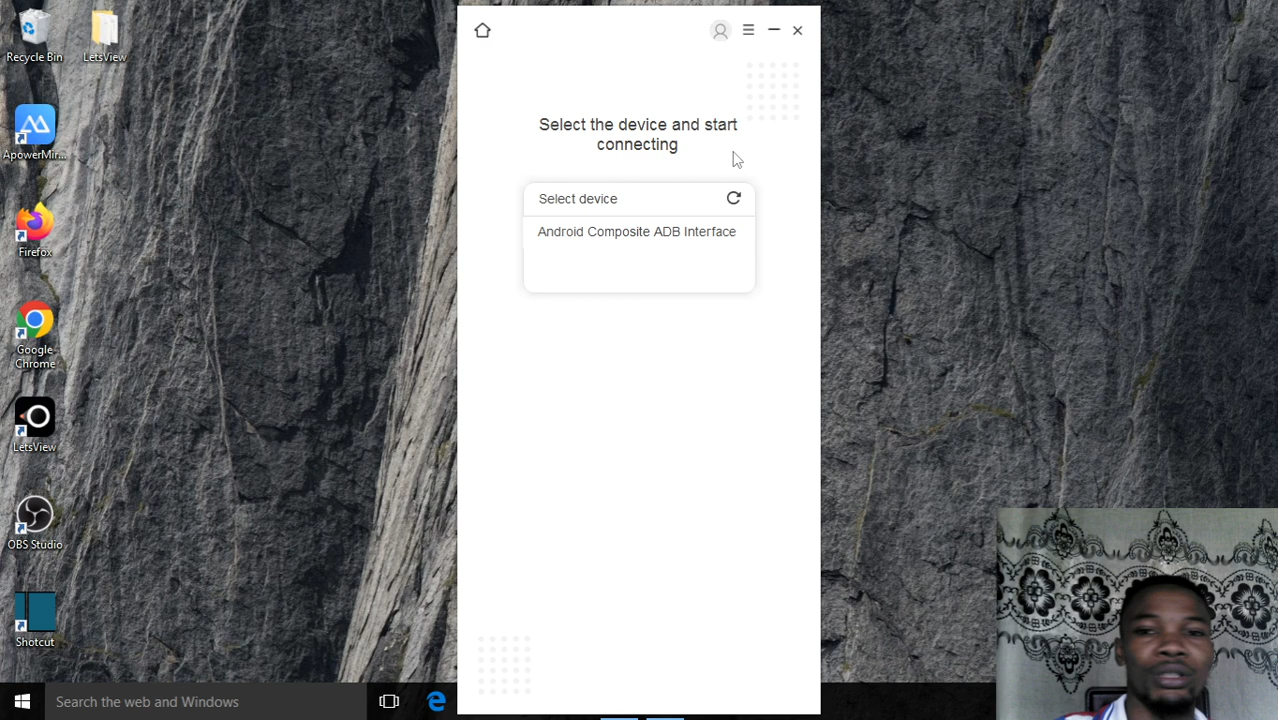 Recycle Bin
LetsView
ApowerMir...
Firefox
Google
Chrome
LetsView
OBS Studio
Shotcut
Select the device and start
connecting
Select device
Android Composite ADB Interface
Search the web and Windows